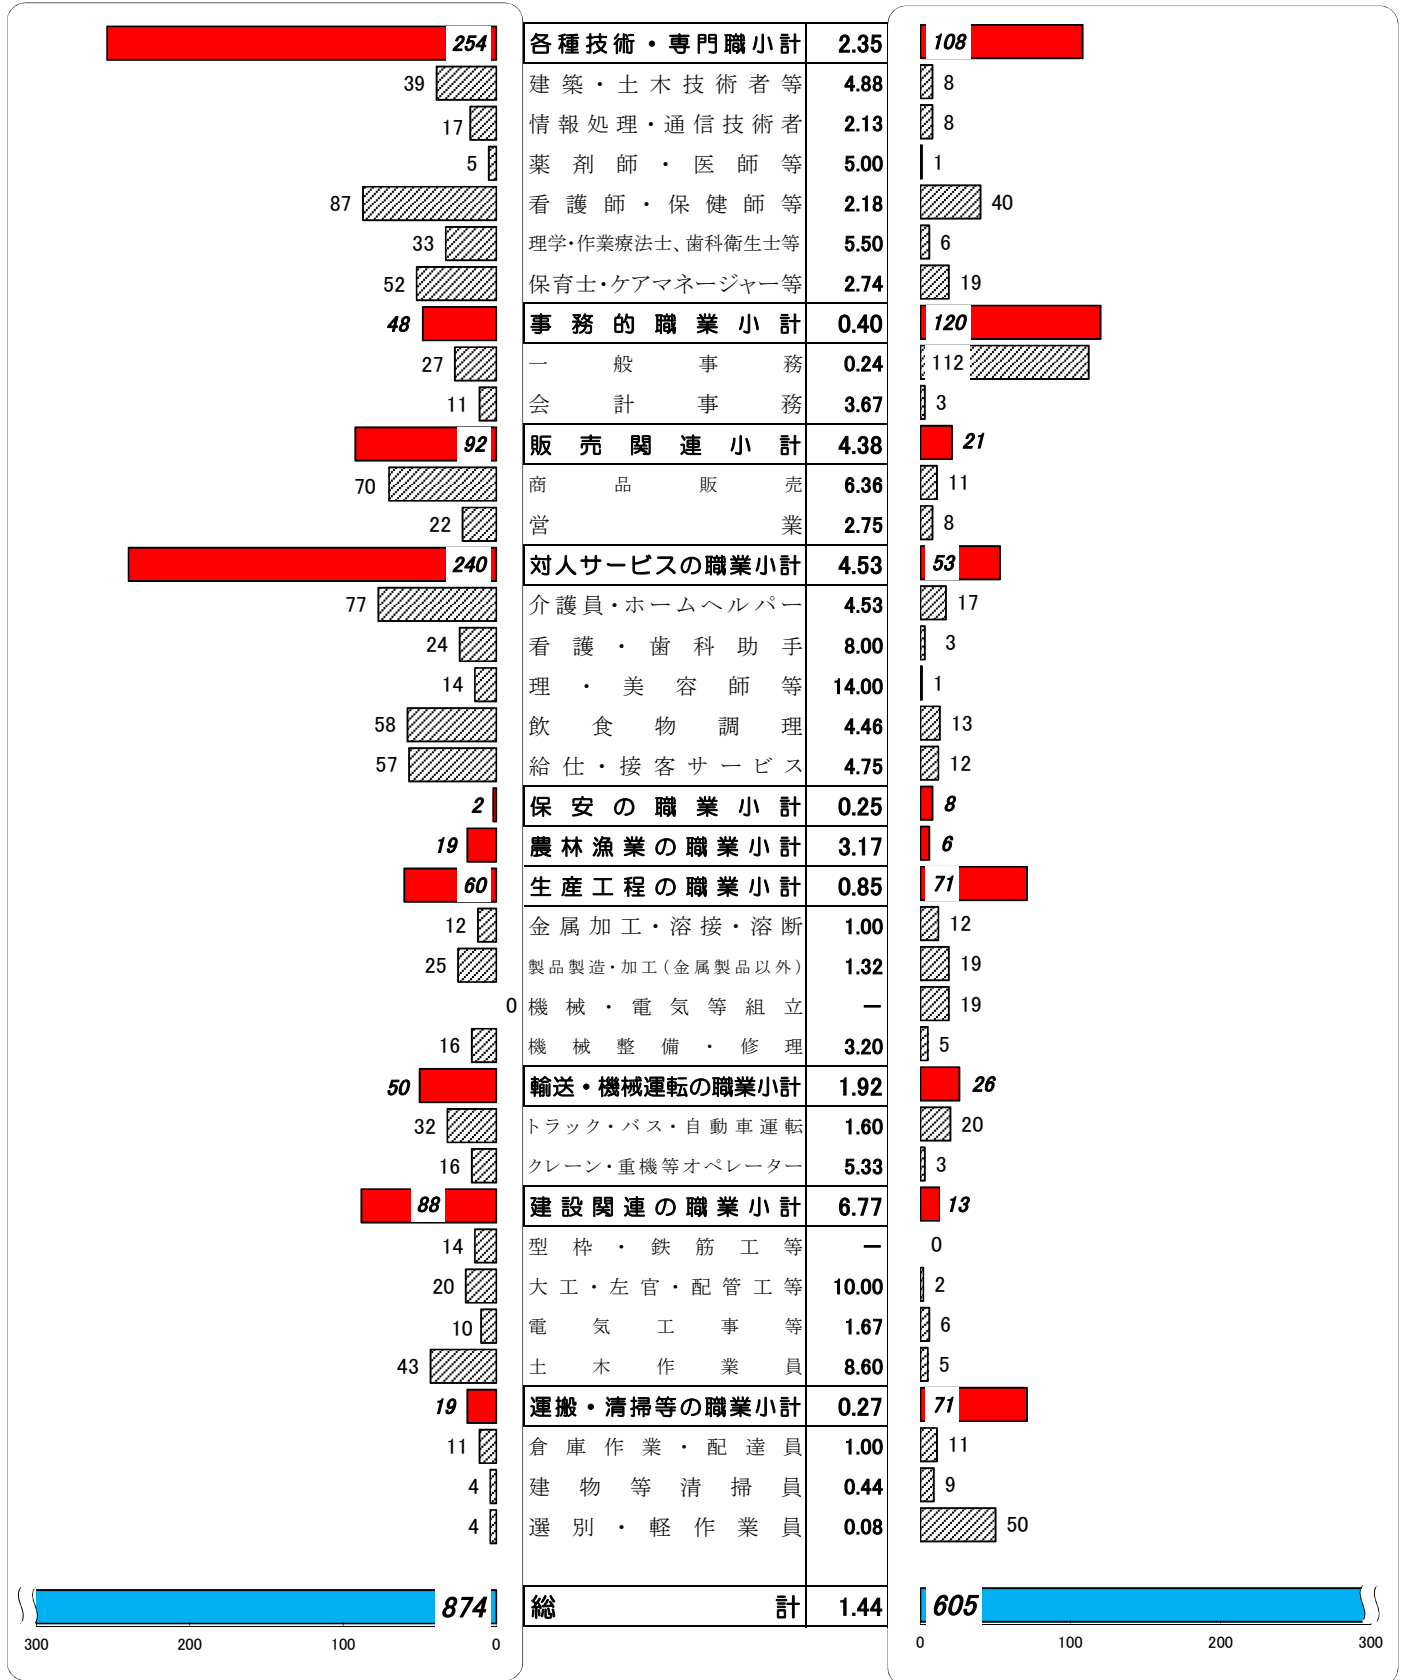 254 各種技術・専門職小計 2.35 108
39 建築・土木技術者等 4.88 8
17 情報処理・通信技術者 2.13 8
5 薬剤師・医師等 5.00 1
87 看護師・保健師等 2.18 40
33 理学・作業療法士、歯科衛生士等 5.50 6
52 保育士・ケアマネージャー等 2.74 19
48 事務的職業小計 0.40 120
27 一般事務 0.24 112
11 会計事務 3.67 3
92 販売関連小計 4.38 21
70 商品販売 6.36 11
22 営業 2.75 8
240 対人サービスの職業小計 4.53 53
77 介護員・ホームヘルパー 4.53 17
24 看護・歯科助手 8.00 3
14 理・美容師等 14.00 1
58 飲食物調理 4.46 13
57 給仕・接客サービス 4.75 12
2 保安の職業小計 0.25 8
19 農林漁業の職業小計 3.17 6
60 生産工程の職業小計 0.85 71
12 金属加工・溶接・溶断 1.00 12
25 製品製造・加工(金属製品以外) 1.32 19
0 機械・電気等組立 ー 19
16 機械整備・修理 3.20 5
50 輸送・機械運転の職業小計 1.92 26
32 トラック・バス・自動車運転 1.60 20
16 クレーン・重機等オペレーター 5.33 3
88 建設関連の職業小計 6.77 13
14 型枠・鉄筋工等 ー 0
20 大工・左官・配管工等 10.00 2
10 電気工事等 1.67 6
43 土木作業員 8.60 5
19 運搬・清掃等の職業小計 0.27 71
11 倉庫作業・配達員 1.00 11
4 建物等清掃員 0.44 9
4 選別・軽作業員 0.08 50
874 総計 1.44 605
300 200 100 0 0 100 200 300